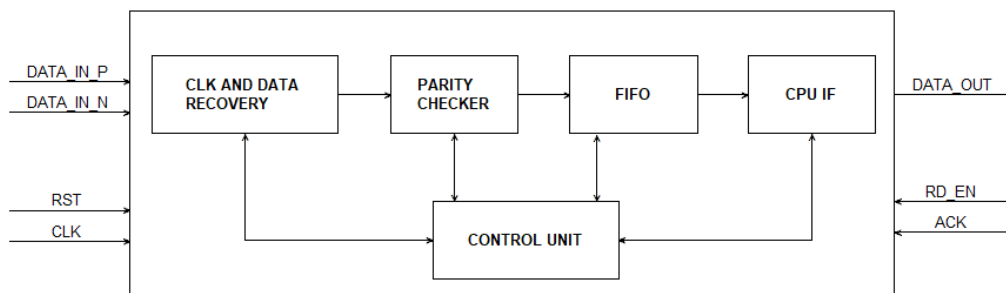 DATA_IN_P
DATA_IN_N
RST
CLK
CLK AND DATA
RECOVERY
PARITY
CHECKER
FIFO
CPU IF
CONTROL UNIT
DATA_OUT
RD_EN
ACK